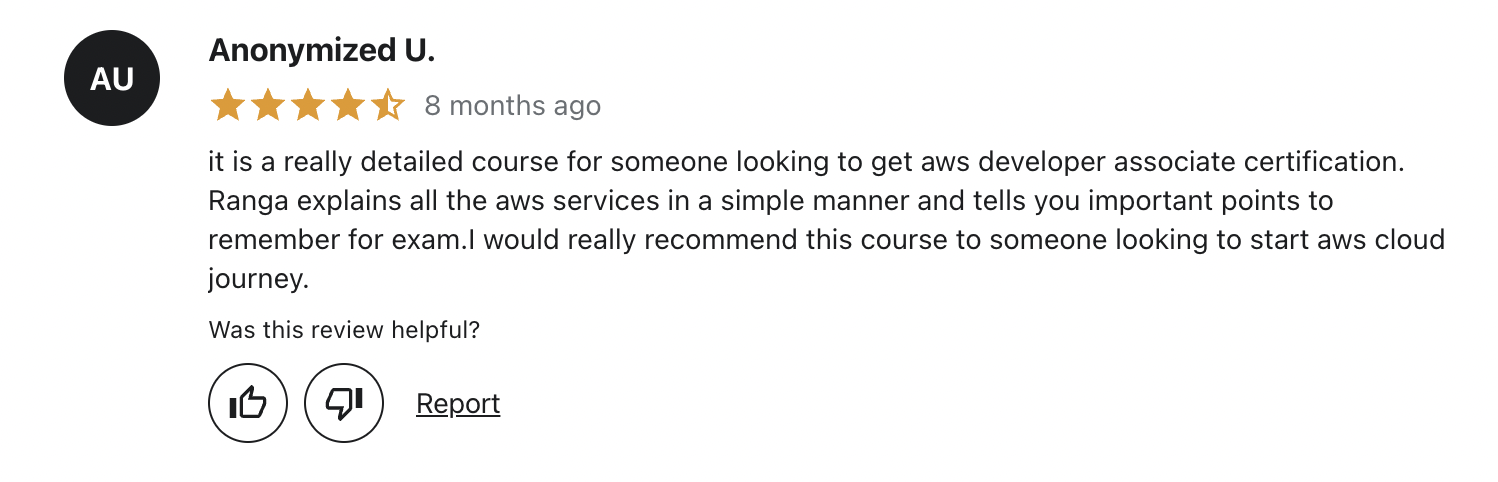 AU
Anonymized U.
8 months ago
it is a really detailed course for someone looking to get aws developer associate certification.
Ranga explains all the aws services in a simple manner and tells you important points to
remember for exam.I would really recommend this course to someone looking to start aws cloud
journey.
Was this review helpful?
Report